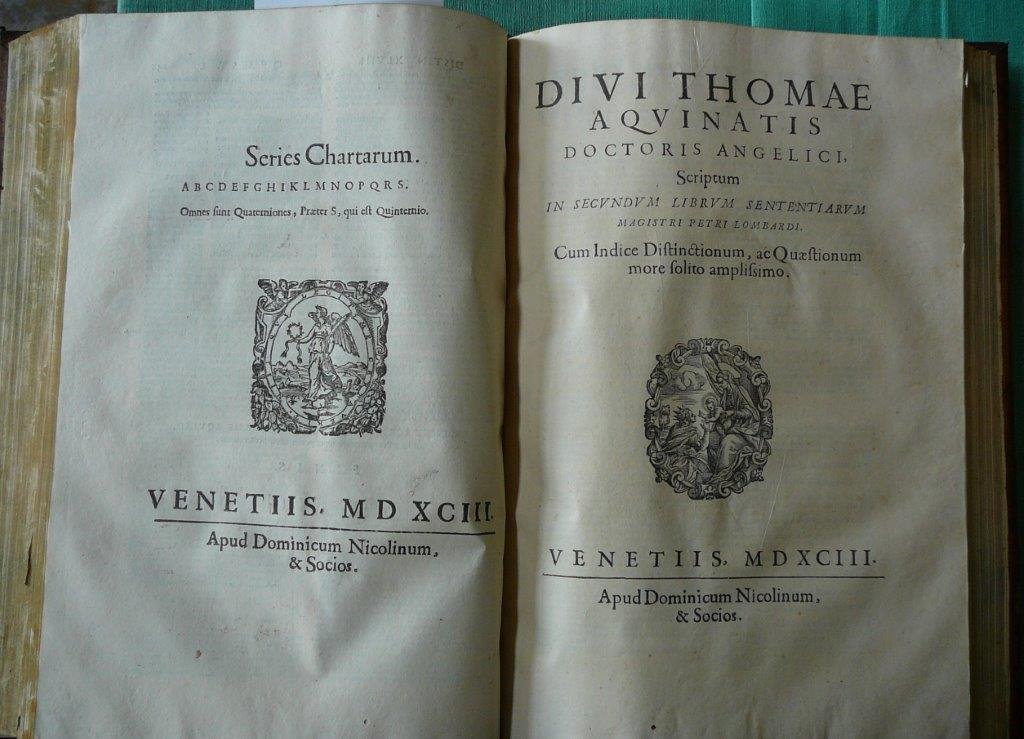 Series Chartarum.
A B C D E F G H I K L M N O P Q R S.
Omnes ſunt Quaterniones, Præter S, qui eſt Quinternio.
VENETIIS. MD XCIII.
Apud Dominicum Nicolinum,
& Socios.
DIVI THOMAE
AQVINATIS
DOCTORIS ANGELICI,
Scriptum
IN SECVNDVM LIBRVM SENTENTIARVM
MAGISTRI PETRI LOMBARDI.
Cum Indice Diſtinctionum, ac Quæſtionum
more ſolito ampliſsimo.
VENETIIS, MDXCIII.
Apud Dominicum Nicolinum,
& Socios.